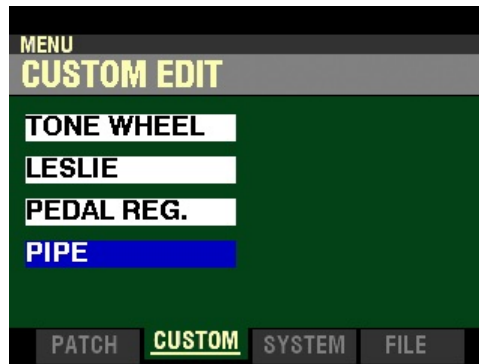 MENU
CUSTOM EDIT
TONE WHEEL
LESLIE
PEDAL REG.
PIPE
PATCH CUSTOM SYSTEM FILE